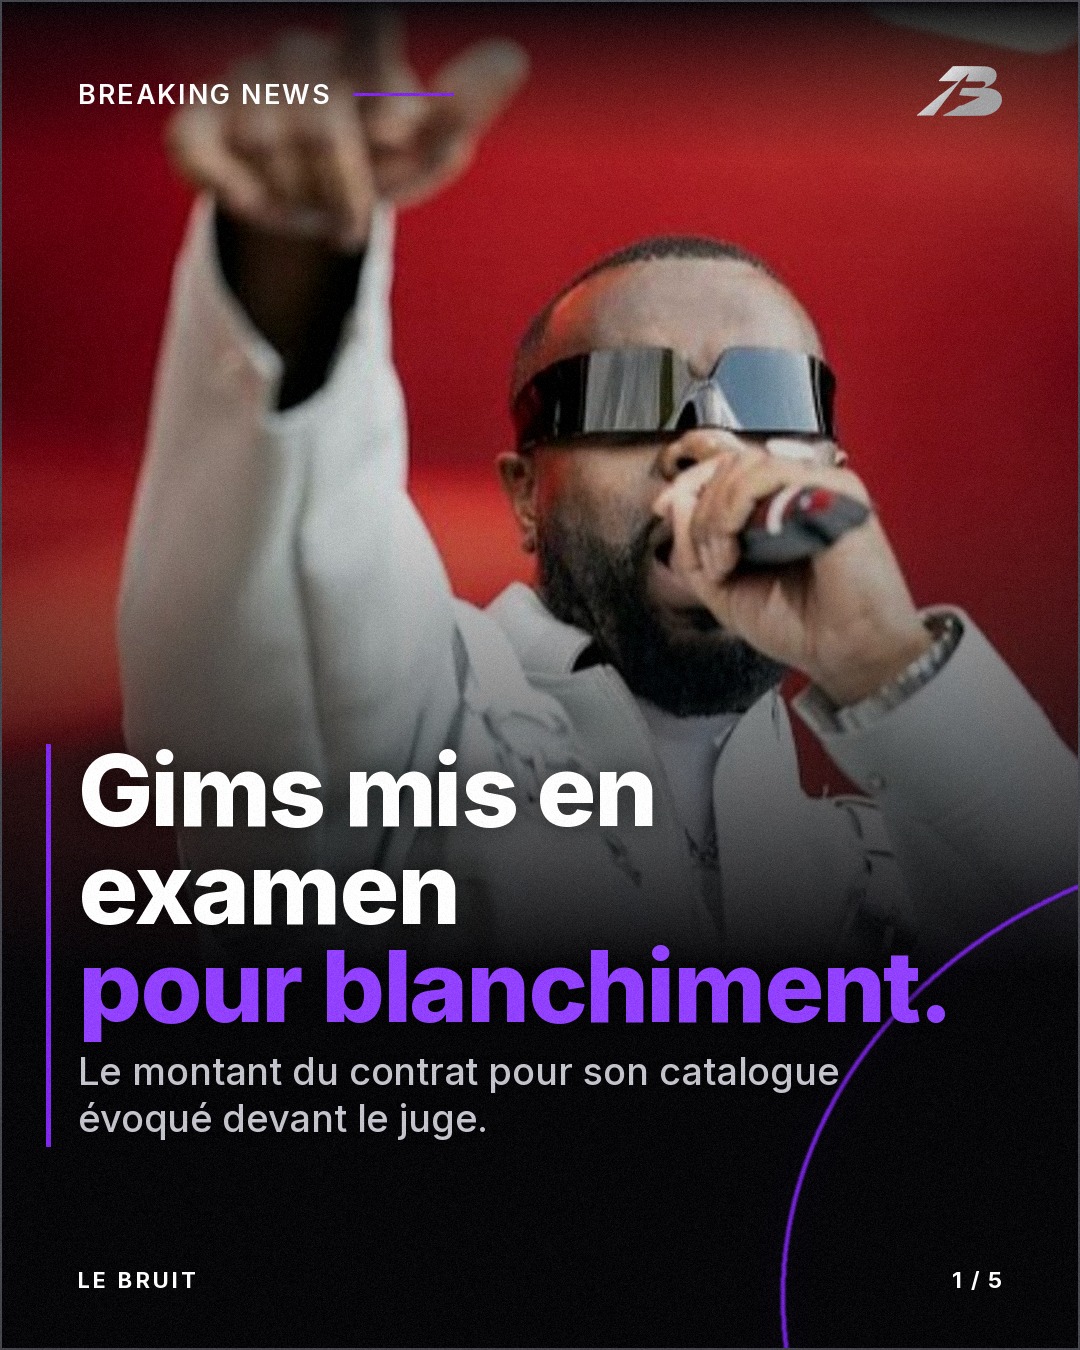 BREAKING NEWS
Gims mis en
examen
pour blanchiment.
Le montant du contrat pour son catalogue
évoqué devant le juge.
LE BRUIT
1 / 5